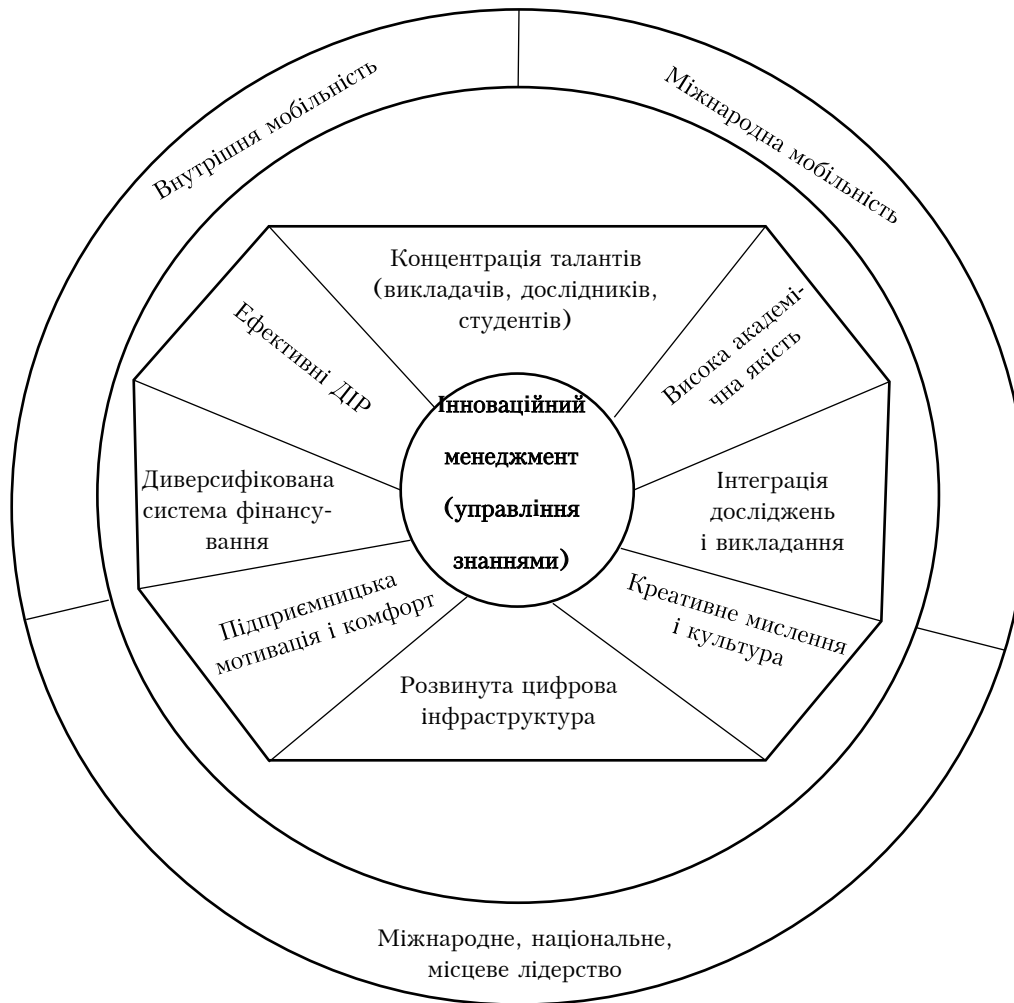 Внутрішня мобільність
Міжнародна мобільність
Концентрація талантів
(викладачів, дослідників,
студентів)
Ефективні ДІР
Висока академі-
чна якість
Інноваційний
менеджмент
(управління
знаннями)
Диверсифікована
система фінансу-
вання
Інтеграція
досліджень
і викладання
Підприємницька
мотивація і комфорт
Креативне мислення
і культура
Розвинута цифрова
інфраструктура
Міжнародне, національне,
місцеве лідерство